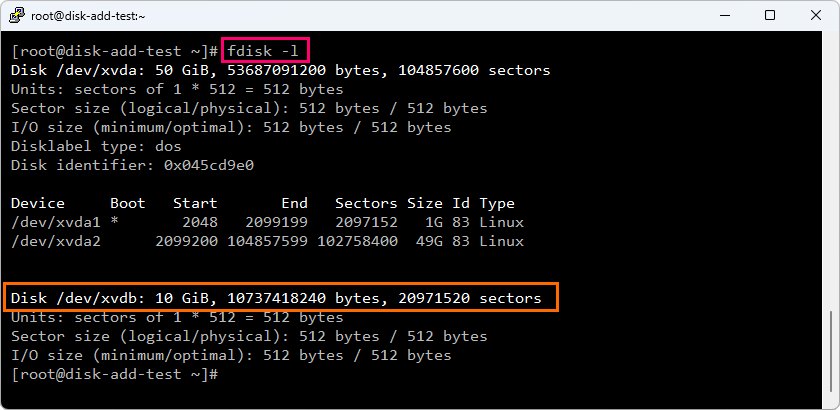 root@disk-add-test:~
[root@disk-add-test ~]# fdisk -l
Disk /dev/xvda: 50 GiB, 53687091200 bytes, 104857600 sectors
Units: sectors of 1 * 512 = 512 bytes
Sector size (logical/physical): 512 bytes / 512 bytes
I/O size (minimum/optimal): 512 bytes / 512 bytes
Disklabel type: dos
Disk identifier: 0x045cd9e0
Device     Boot   Start       End   Sectors Size Id Type
/dev/xvda1 *       2048   2099199   2097152   1G 83 Linux
/dev/xvda2      2099200 104857599 102758400  49G 83 Linux
Disk /dev/xvdb: 10 GiB, 10737418240 bytes, 20971520 sectors
Units: sectors of 1 * 512 = 512 bytes
Sector size (logical/physical): 512 bytes / 512 bytes
I/O size (minimum/optimal): 512 bytes / 512 bytes
[root@disk-add-test ~]#